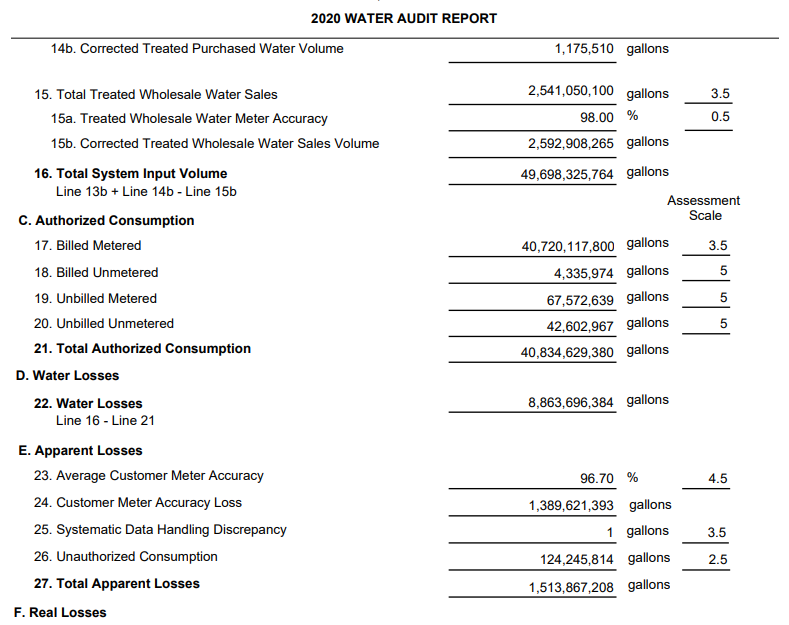 2020 WATER AUDIT REPORT
14b. Corrected Treated Purchased Water Volume 1,175,510 gallons
15. Total Treated Wholesale Water Sales 2,541,050,100 gallons 3.5
15a. Treated Wholesale Water Meter Accuracy 98.00 % 0.5
15b. Corrected Treated Wholesale Water Sales Volume 2,592,908,265 gallons
16. Total System Input Volume 49,698,325,764 gallons
Line 13b + Line 14b - Line 15b
Assessment
Scale
C. Authorized Consumption
17. Billed Metered 40,720,117,800 gallons 3.5
18. Billed Unmetered 4,335,974 gallons 5
19. Unbilled Metered 67,572,639 gallons 5
20. Unbilled Unmetered 42,602,967 gallons 5
21. Total Authorized Consumption 40,834,629,380 gallons
D. Water Losses
22. Water Losses 8,863,696,384 gallons
Line 16 - Line 21
E. Apparent Losses
23. Average Customer Meter Accuracy 96.70 % 4.5
24. Customer Meter Accuracy Loss 1,389,621,393 gallons
25. Systematic Data Handling Discrepancy 1 gallons 3.5
26. Unauthorized Consumption 124,245,814 gallons 2.5
27. Total Apparent Losses 1,513,867,208 gallons
F. Real Losses